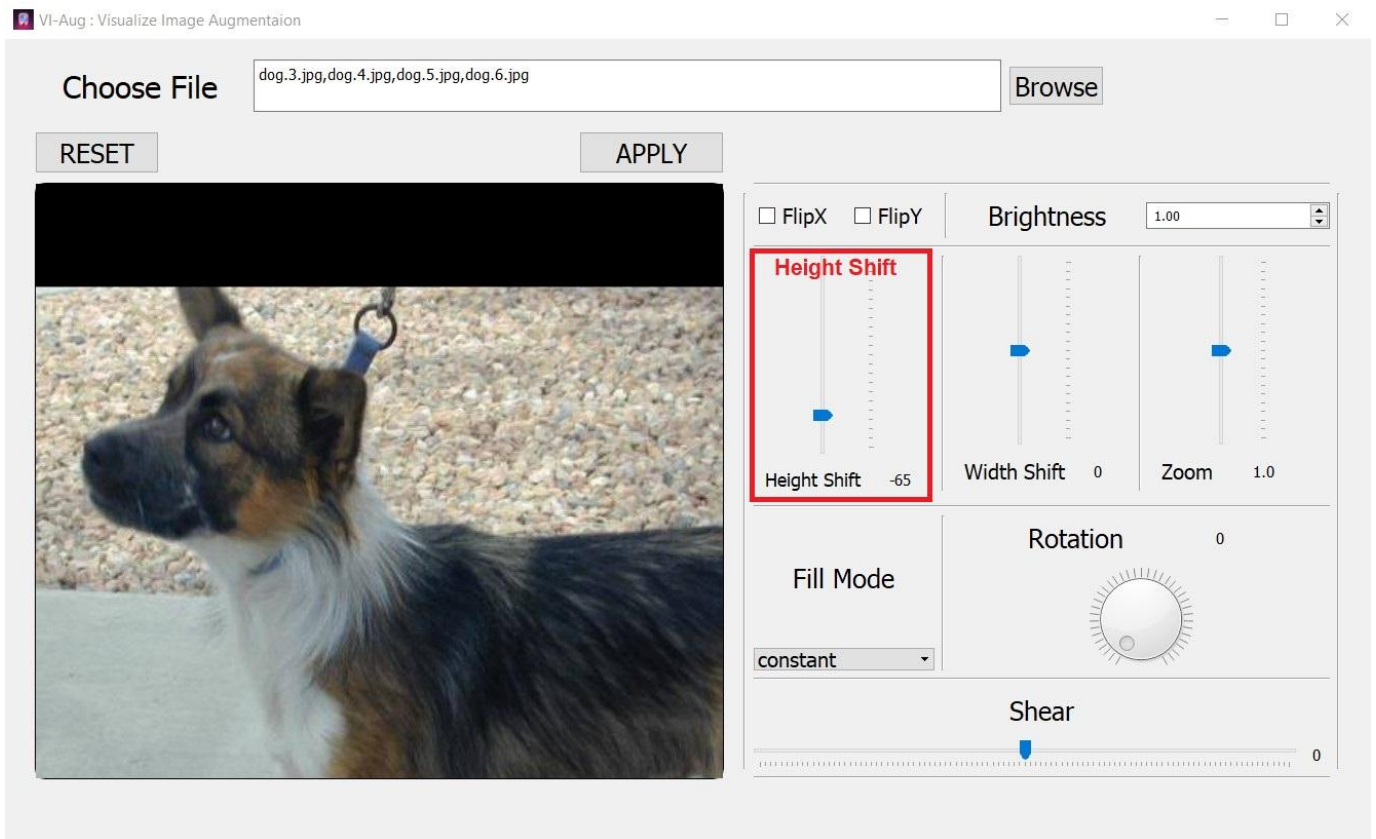 VI-Aug : Visualize Image Augmentaion
Choose File
dog.3.jpg,dog.4.jpg,dog.5.jpg,dog.6.jpg
Browse
RESET
APPLY
FlipX
FlipY
Brightness
1.00
Height Shift
Height Shift -65
Width Shift 0
Zoom 1.0
Fill Mode
constant
Rotation 0
Shear
0